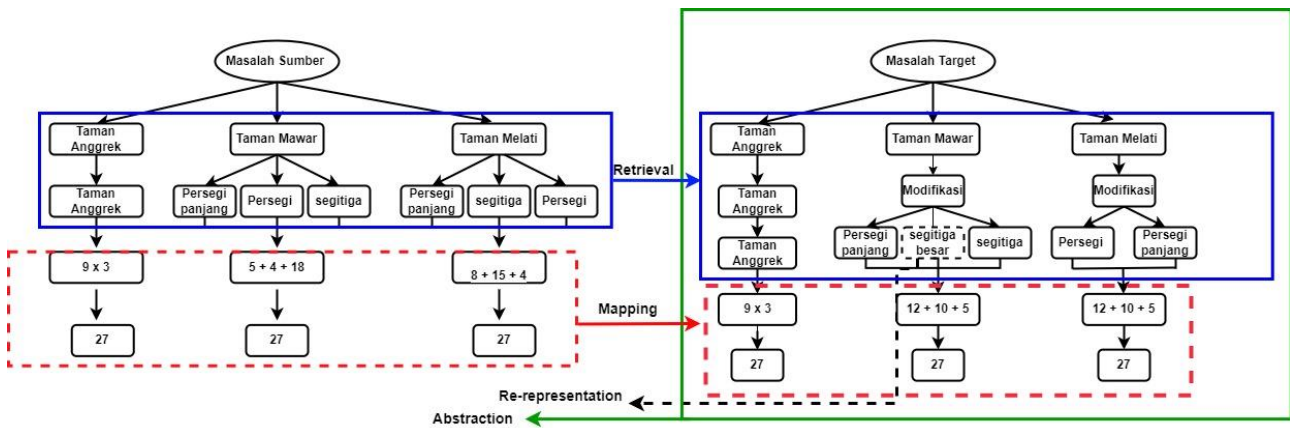 Masalah Sumber
Taman
Anggrek
Taman Mawar
Taman Melati
Taman
Anggrek
Persegi
panjang
Persegi
segitiga
Persegi
panjang
segitiga
Persegi
9 x 3
5 + 4 + 18
8 + 15 + 4
27
27
27
Retrieval
Mapping
Masalah Target
Taman
Anggrek
Taman Mawar
Taman Melati
Taman
Anggrek
Modifikasi
Modifikasi
Taman
Anggrek
Persegi
panjang
segitiga
besar
segitiga
Persegi
Persegi
panjang
9 x 3
12 + 10 + 5
12 + 10 + 5
27
27
27
Re-representation
Abstraction